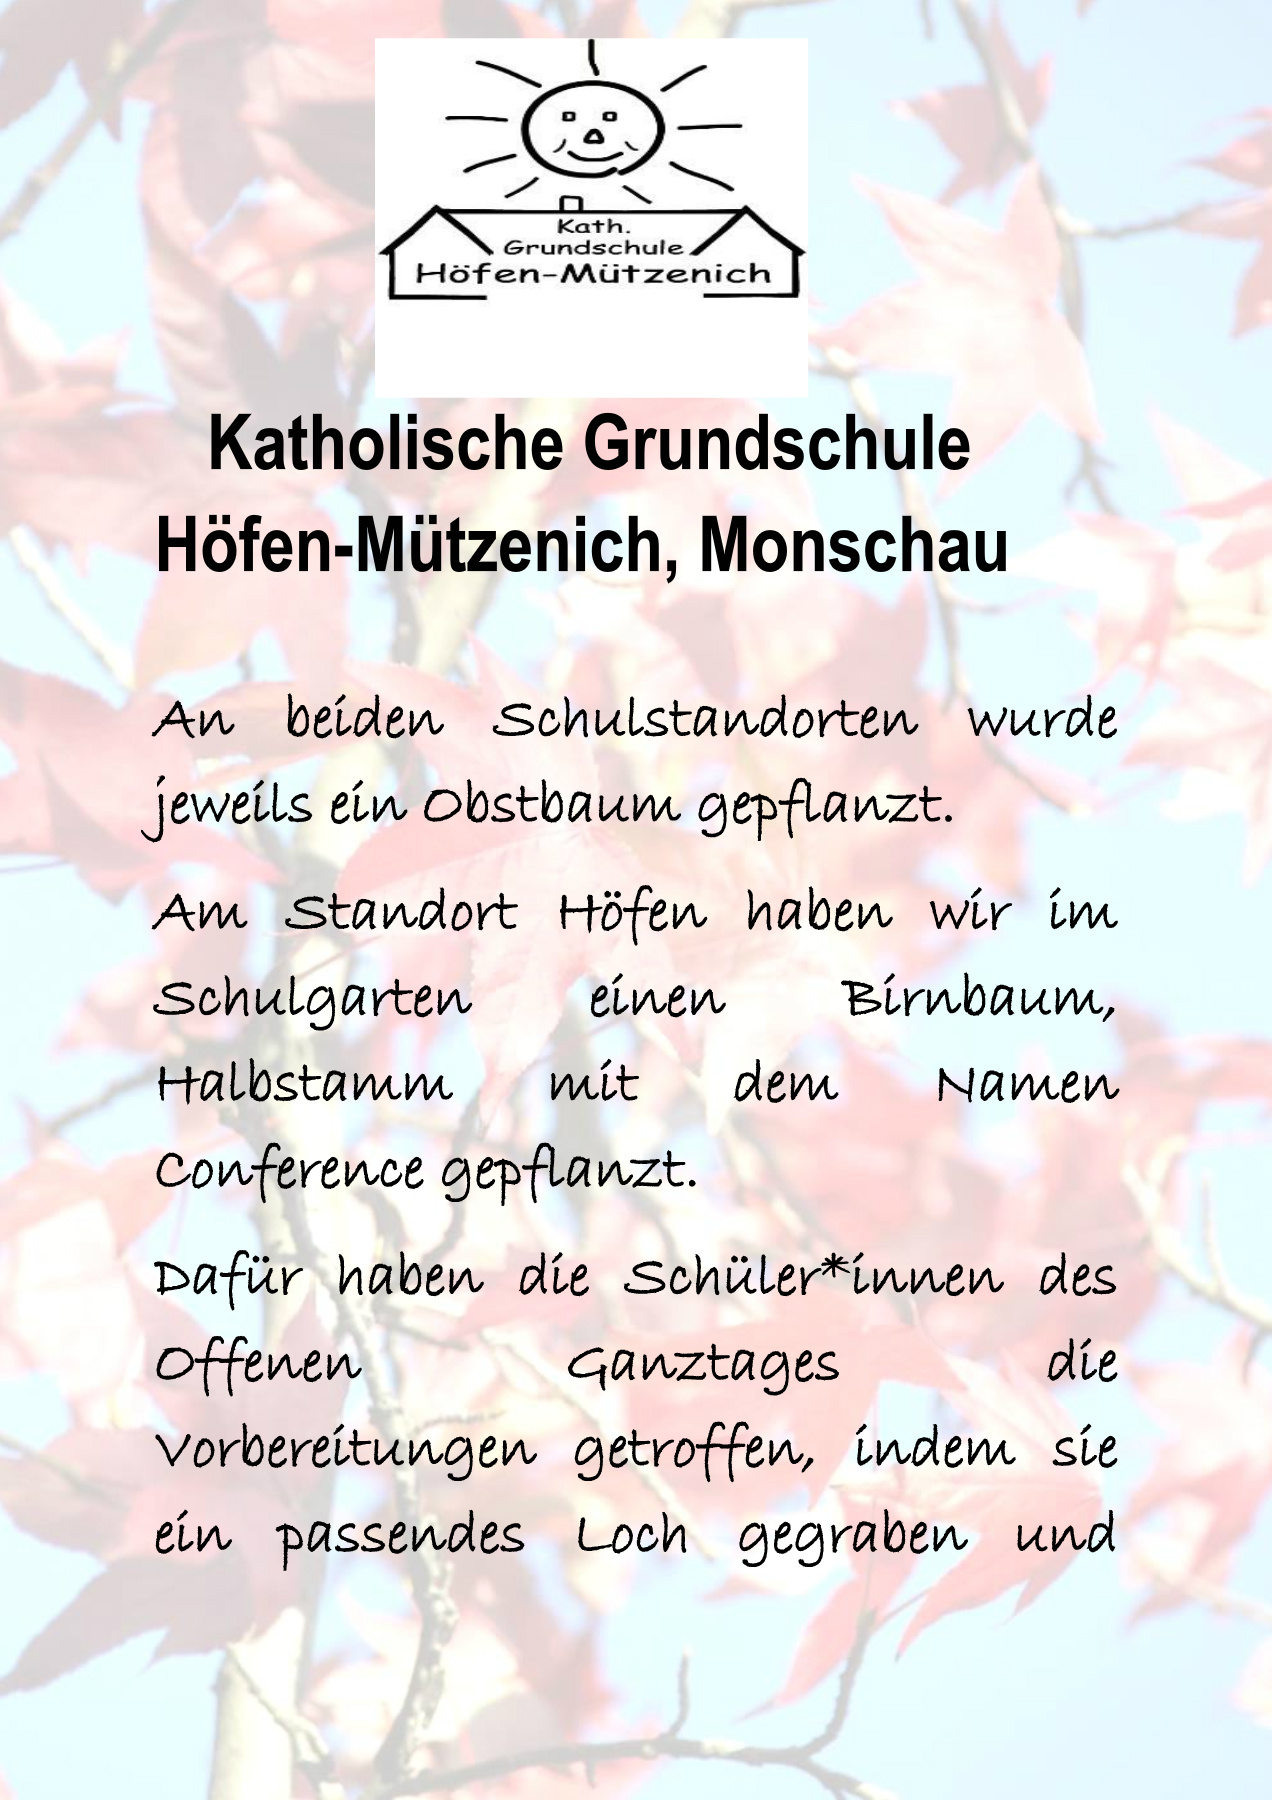 Kath.
Grundschule
Höfen-Mützenich
Katholische Grundschule
Höfen-Mützenich, Monschau
An beiden Schulstandorten wurde
jeweils ein Obstbaum gepflanzt.
Am Standort Höfen haben wir im
Schulgarten einen Birnbaum,
Halbstamm mit dem Namen
Conference gepflanzt.
Dafür haben die Schüler*innen des
Offenen Ganztages die
Vorbereitungen getroffen, indem sie
ein passendes Loch gegraben und